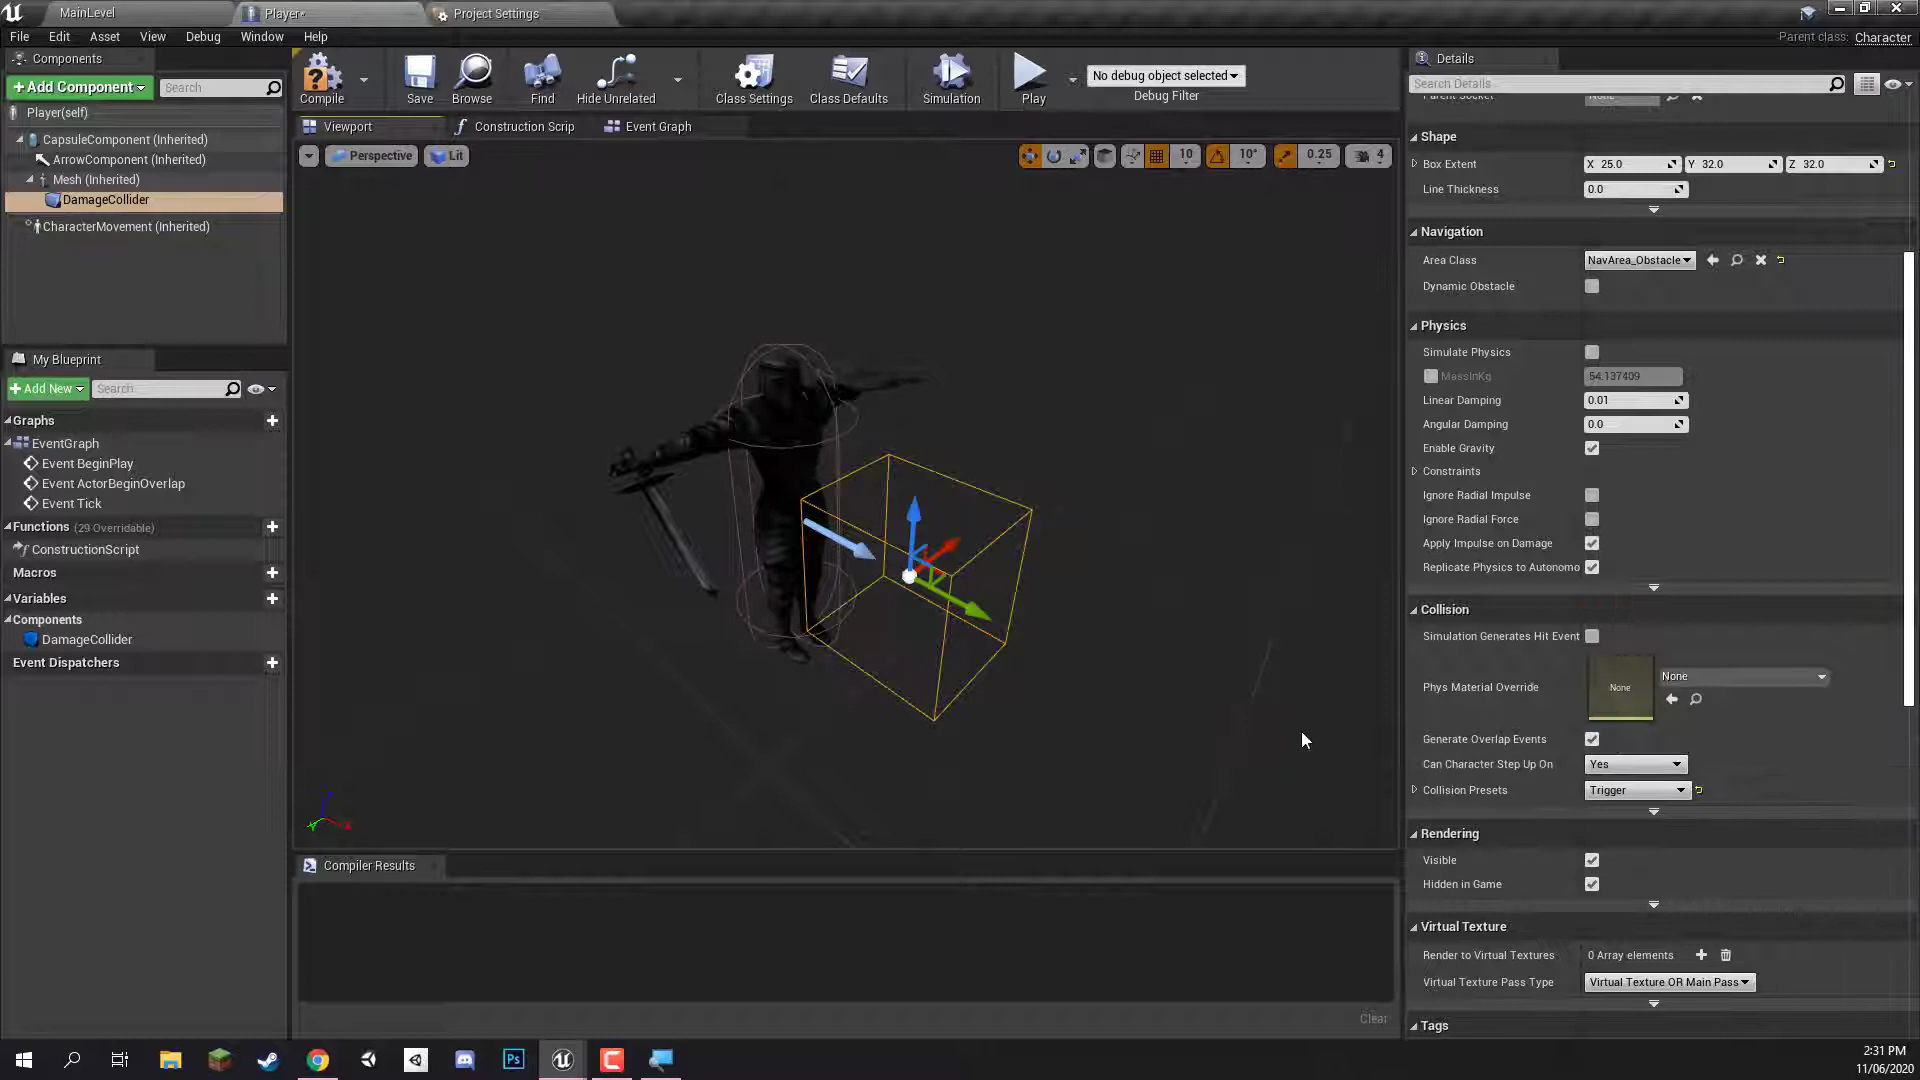 MainLevel
Player•
Project Settings
File Edit Asset View Debug Window Help
Parent class: Character
Components
+Add Component
Search
Player(self)
CapsuleComponent (Inherited)
ArrowComponent (Inherited)
Mesh (Inherited)
DamageCollider
CharacterMovement (Inherited)
My Blueprint
+Add New
Search
Graphs
EventGraph
Event BeginPlay
Event ActorBeginOverlap
Event Tick
Functions (29 Overridable)
ConstructionScript
Macros
Variables
Components
DamageCollider
Event Dispatchers
Compile
Save
Browse
Find
Hide Unrelated
Class Settings
Class Defaults
Simulation
Play
No debug object selected
Debug Filter
Viewport
Construction Scrip
Event Graph
Perspective
Lit
10
10°
0.25
4
Compiler Results
Clear
Details
Search Details
Parent Socket
None
Shape
Box Extent X 25.0 Y 32.0 Z 32.0
Line Thickness 0.0
Navigation
Area Class NavArea_Obstacle
Dynamic Obstacle
Physics
Simulate Physics
MassInKg 54.137409
Linear Damping 0.01
Angular Damping 0.0
Enable Gravity
Constraints
Ignore Radial Impulse
Ignore Radial Force
Apply Impulse on Damage
Replicate Physics to Autonomo
Collision
Simulation Generates Hit Event
Phys Material Override None None
Generate Overlap Events
Can Character Step Up On Yes
Collision Presets Trigger
Rendering
Visible
Hidden in Game
Virtual Texture
Render to Virtual Textures 0 Array elements
Virtual Texture Pass Type Virtual Texture OR Main Pass
Tags
2:31 PM
11/06/2020